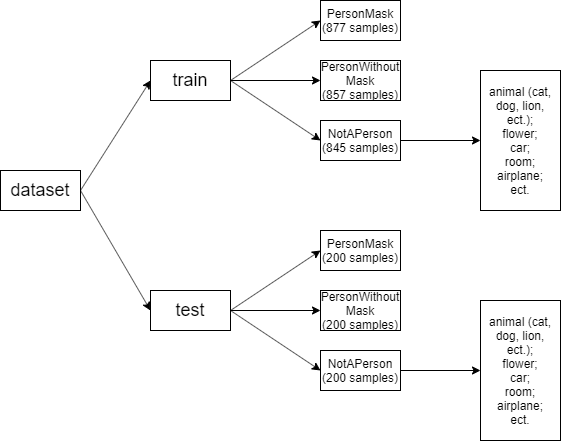 dataset
train
PersonMask
(877 samples)
PersonWithout
Mask
(857 samples)
NotAPerson
(845 samples)
animal (cat,
dog, lion,
ect.);
flower;
car;
room;
airplane;
ect.
test
PersonMask
(200 samples)
PersonWithout
Mask
(200 samples)
NotAPerson
(200 samples)
animal (cat,
dog, lion,
ect.);
flower;
car;
room;
airplane;
ect.